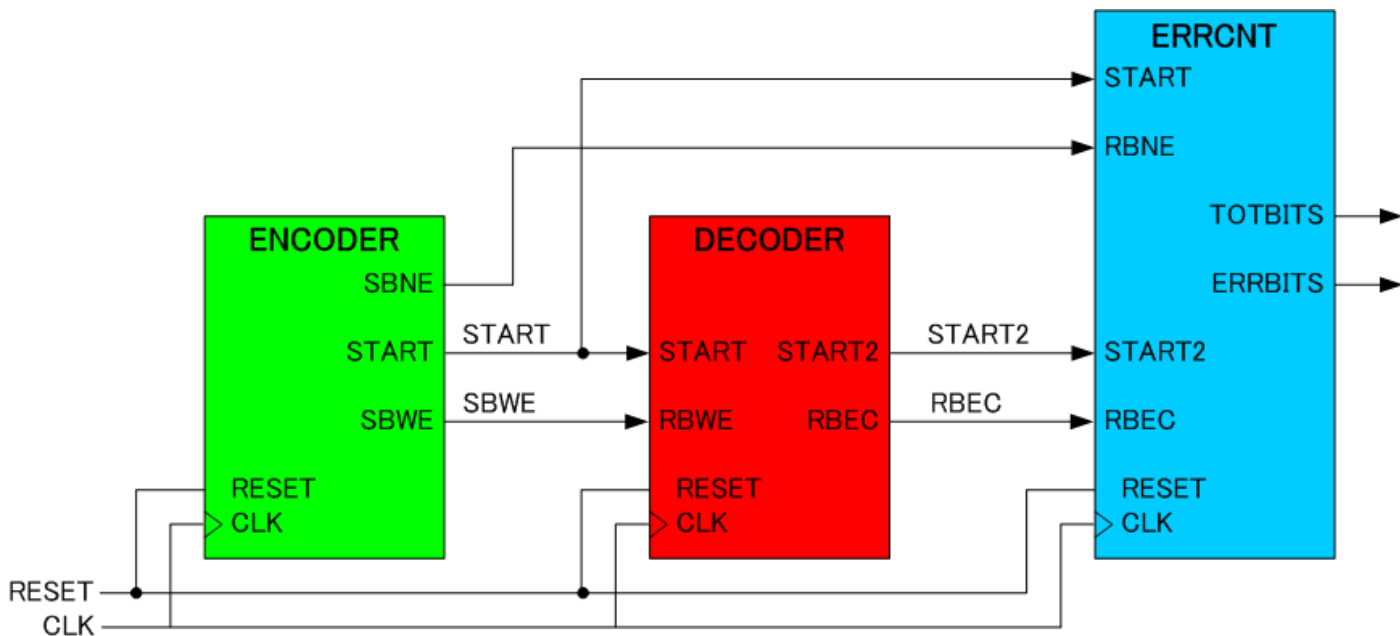 ERRCNT
START
RBNE
TOTBITS
ERRBITS
ENCODER
DECODER
SBNE
START
START
START
START2
START2
START2
SBWE
SBWE
RBWE
RBEC
RBEC
RBEC
RESET
RESET
RESET
CLK
CLK
CLK
RESET
CLK